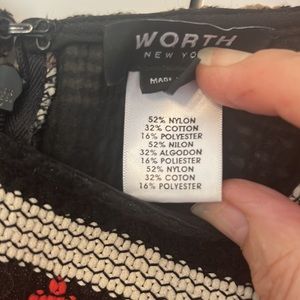 WORTH
NEW YORK
MADE
52% NYLON
32% COTTON
16% POLYESTER
52% NILON
32% ALGODON
16% POLIESTER
52% NYLON
32% COTON
16% POLYESTER